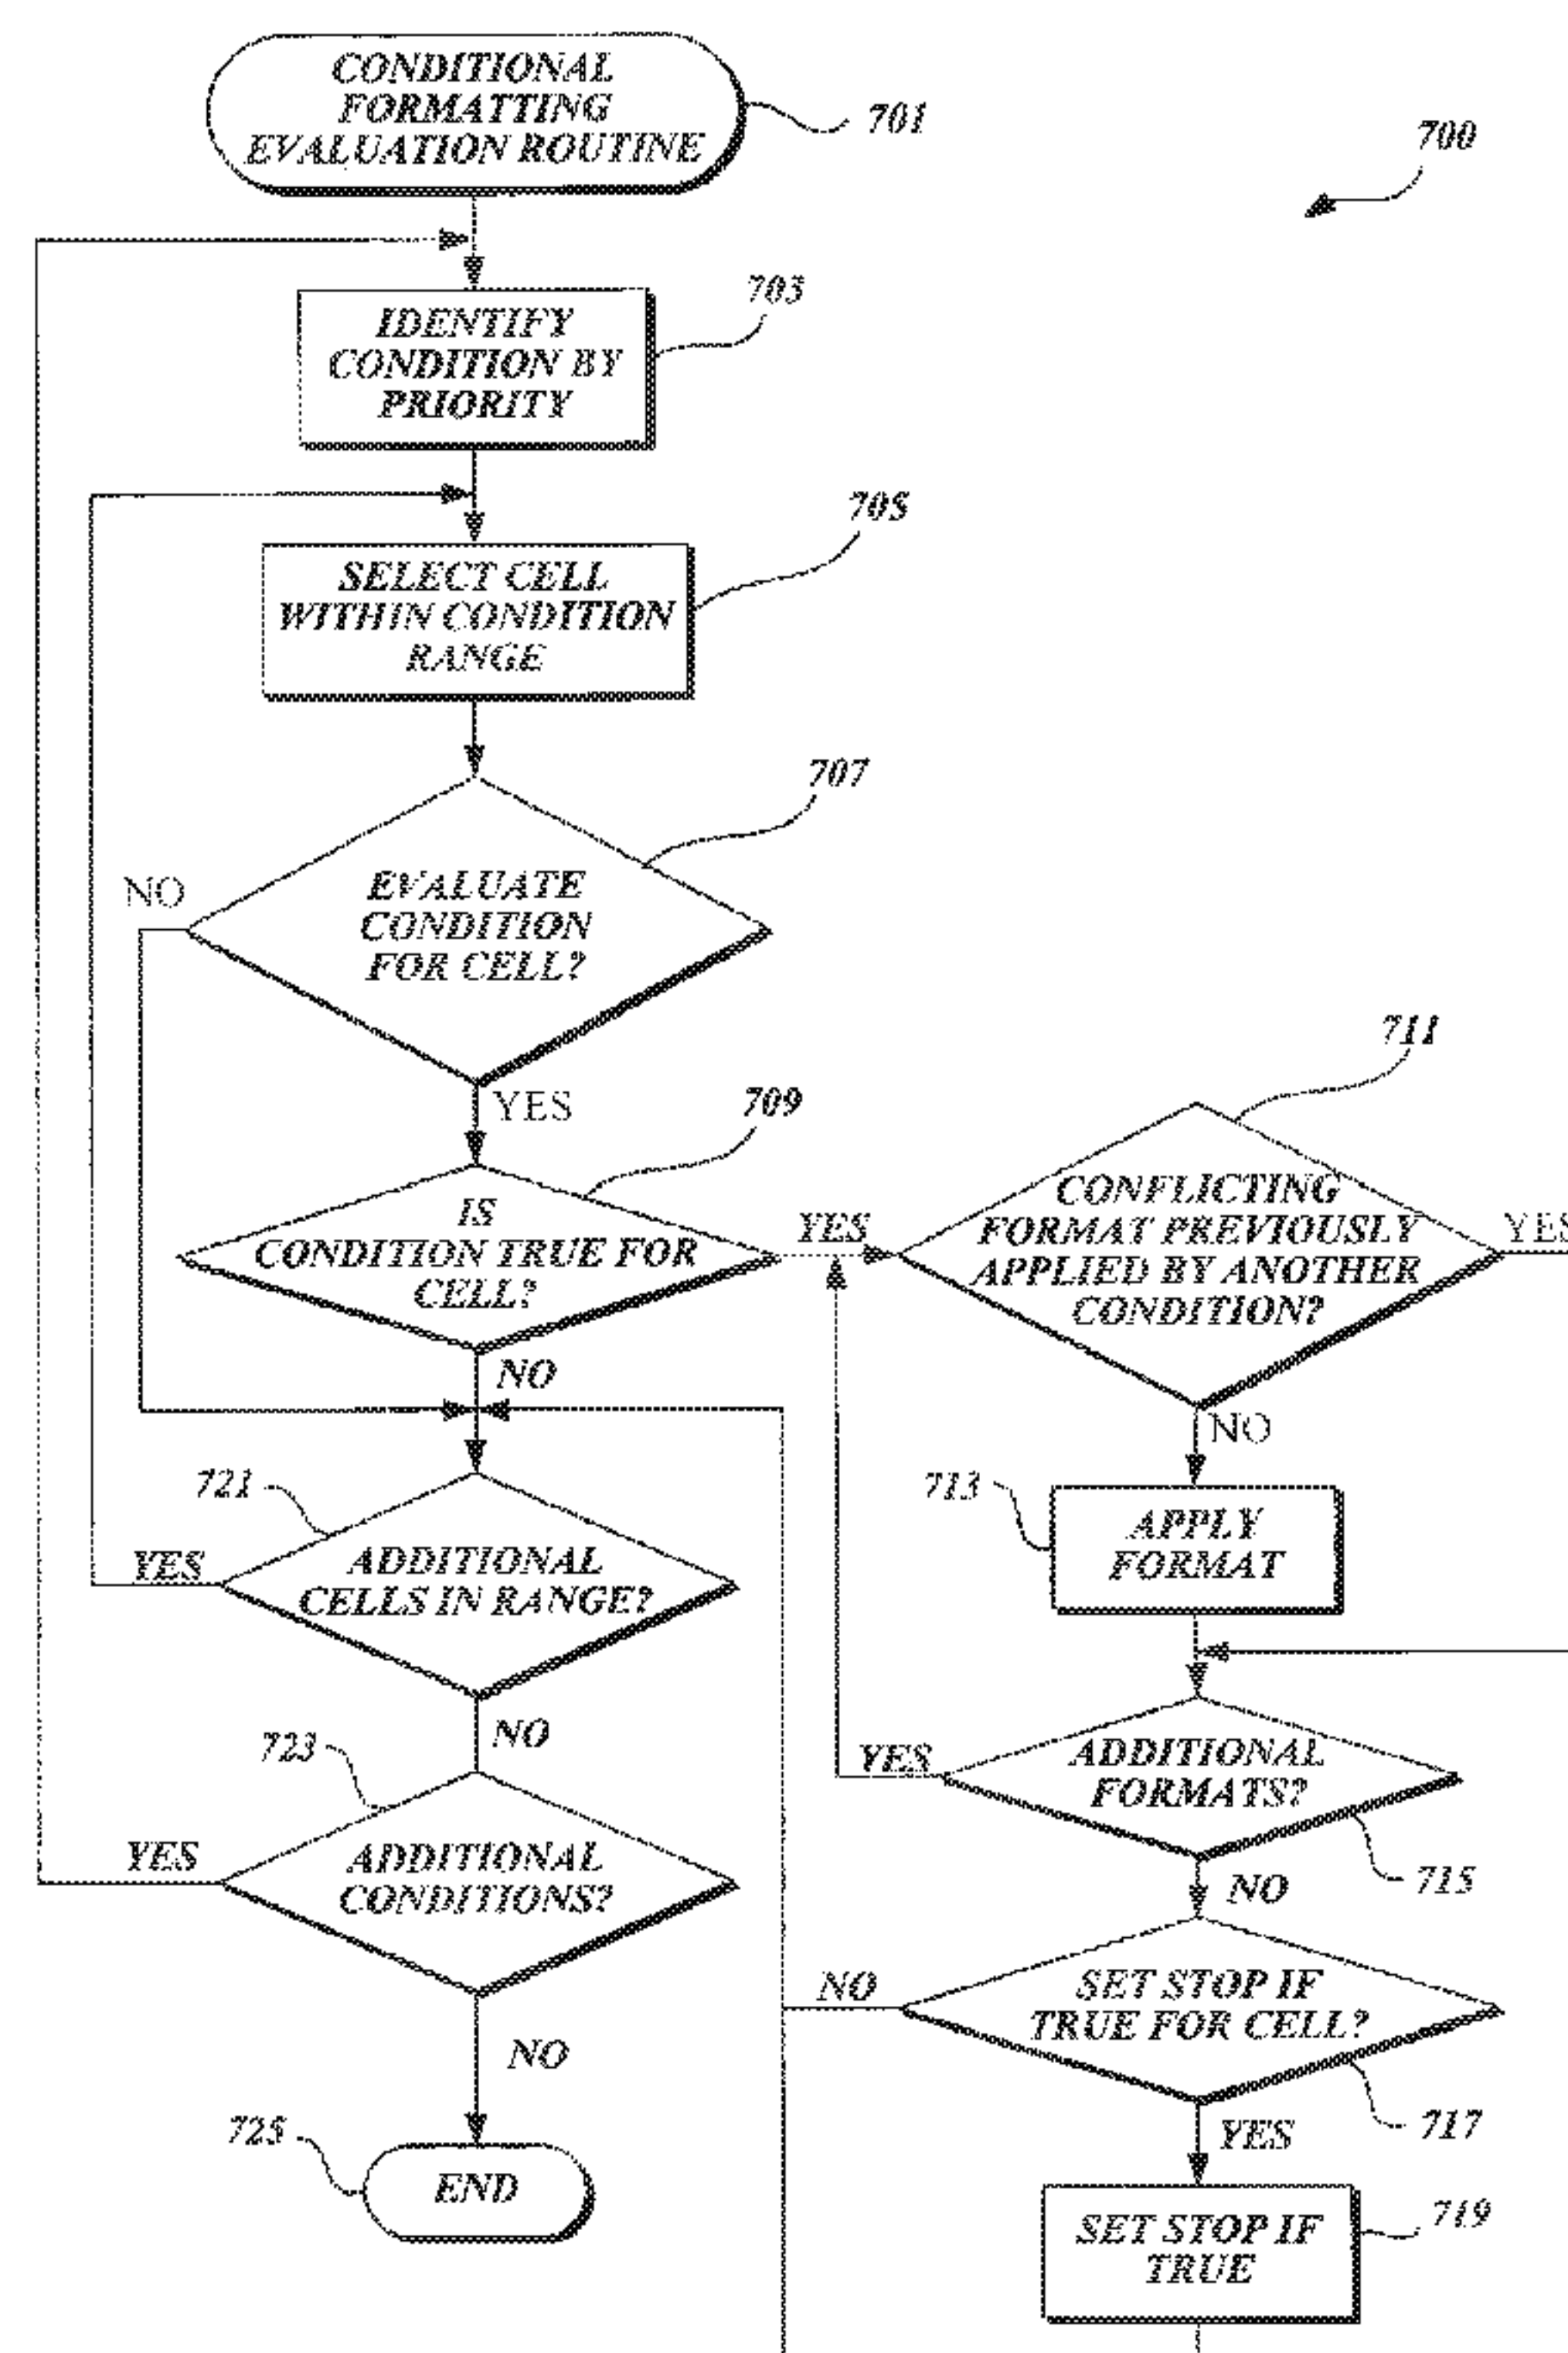 CONDITIONAL
FORMATTING
EVALUATION ROUTINE
701
700
703
IDENTIFY
CONDITION BY
PRIORITY
705
SELECT CELL
WITHIN CONDITION
RANGE
707
NO
EVALUATE
CONDITION
FOR CELL?
YES
709
IS
CONDITION TRUE FOR
CELL?
YES
711
CONFLICTING
FORMAT PREVIOUSLY
APPLIED BY ANOTHER
CONDITION?
YES
NO
NO
713
APPLY
FORMAT
721
YES
ADDITIONAL
CELLS IN RANGE?
NO
YES
ADDITIONAL
FORMATS?
715
NO
723
YES
ADDITIONAL
CONDITIONS?
NO
NO
SET STOP IF
TRUE FOR CELL?
717
YES
725
END
SET STOP IF
TRUE
719